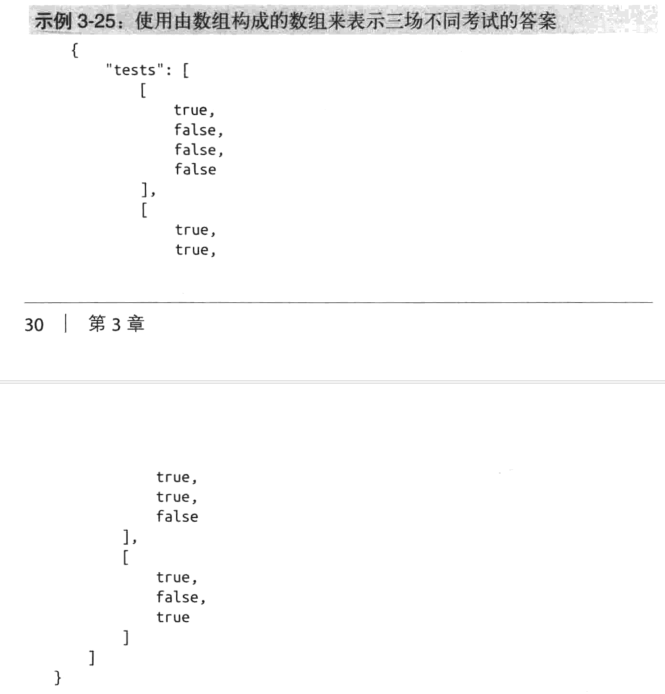 示例 3-25：使用由数组构成的数组来表示三场不同考试的答案
{
"tests": [
[
true,
false,
false,
false
],
[
true,
true,
30 | 第 3 章
true,
true,
false
],
[
true,
false,
true
]
]
}